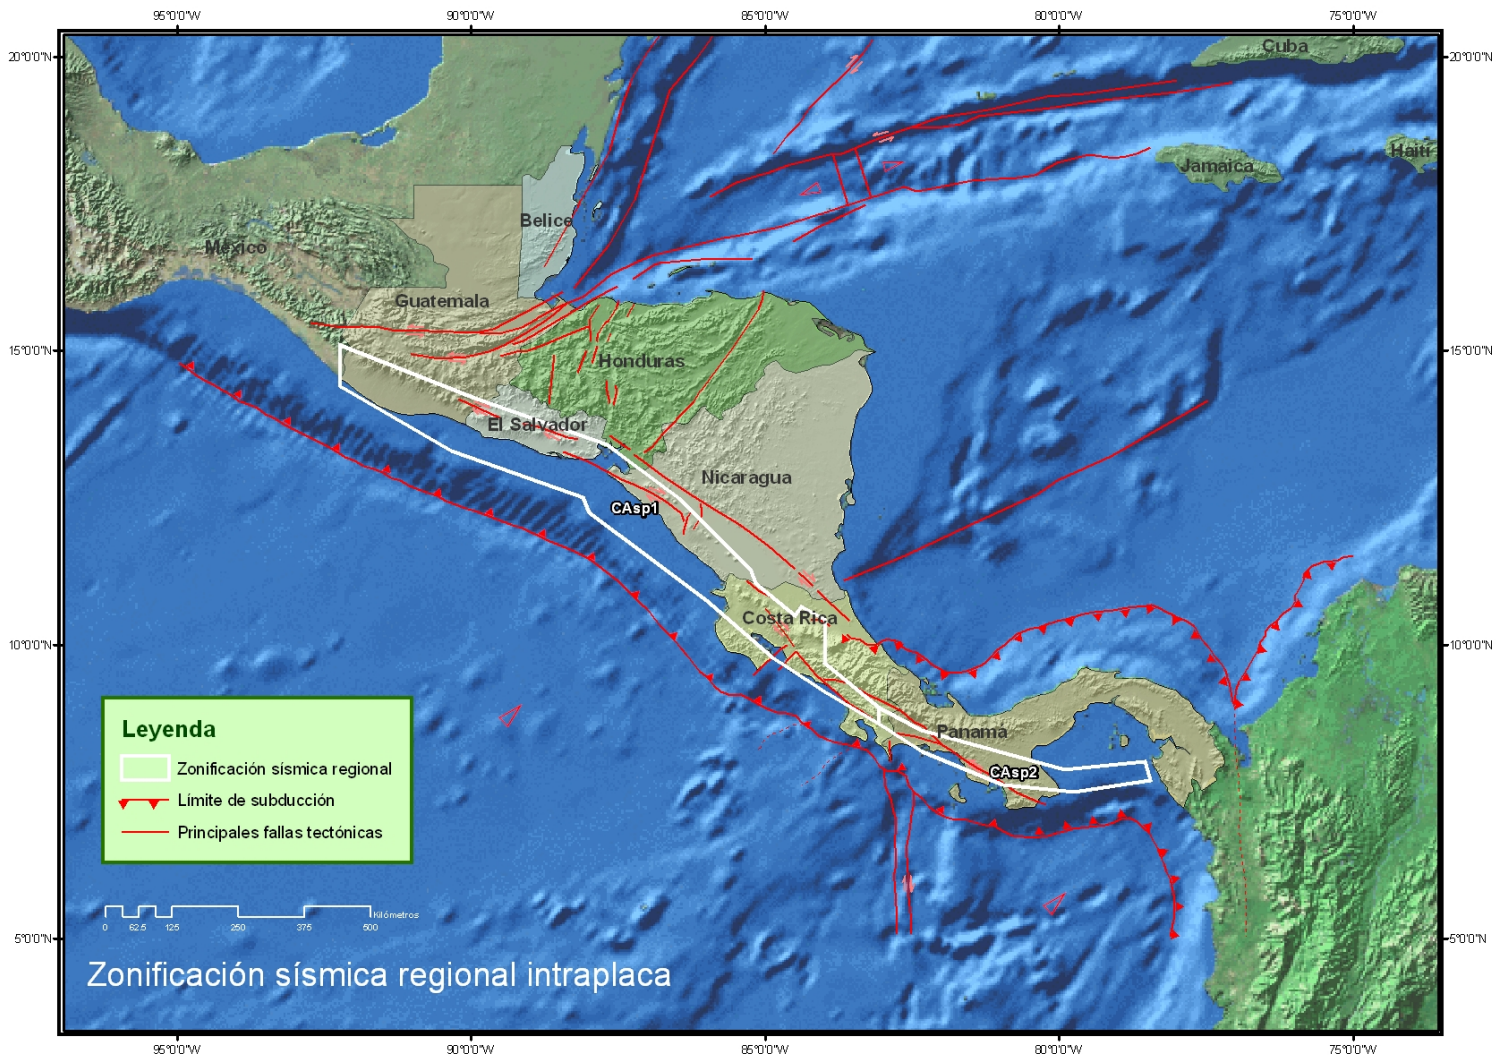 95°0'0"W 90°0'0"W 85°0'0"W 80°0'0"W 75°0'0"W
20°0'0"N 20°0'0"N
Cuba
Haití
Jamaica
Belice
México
Guatemala
15°0'0"N 15°0'0"N
Honduras
El Salvador
Nicaragua
CAsp1
Costa Rica
10°0'0"N 10°0'0"N
Panamá
CAsp2
Leyenda
Zonificación sísmica regional
Límite de subducción
Principales fallas tectónicas
Kilómetros
0 62.5 125 250 375 500
5°0'0"N 5°0'0"N
Zonificación sísmica regional intraplaca
95°0'0"W 90°0'0"W 85°0'0"W 80°0'0"W 75°0'0"W